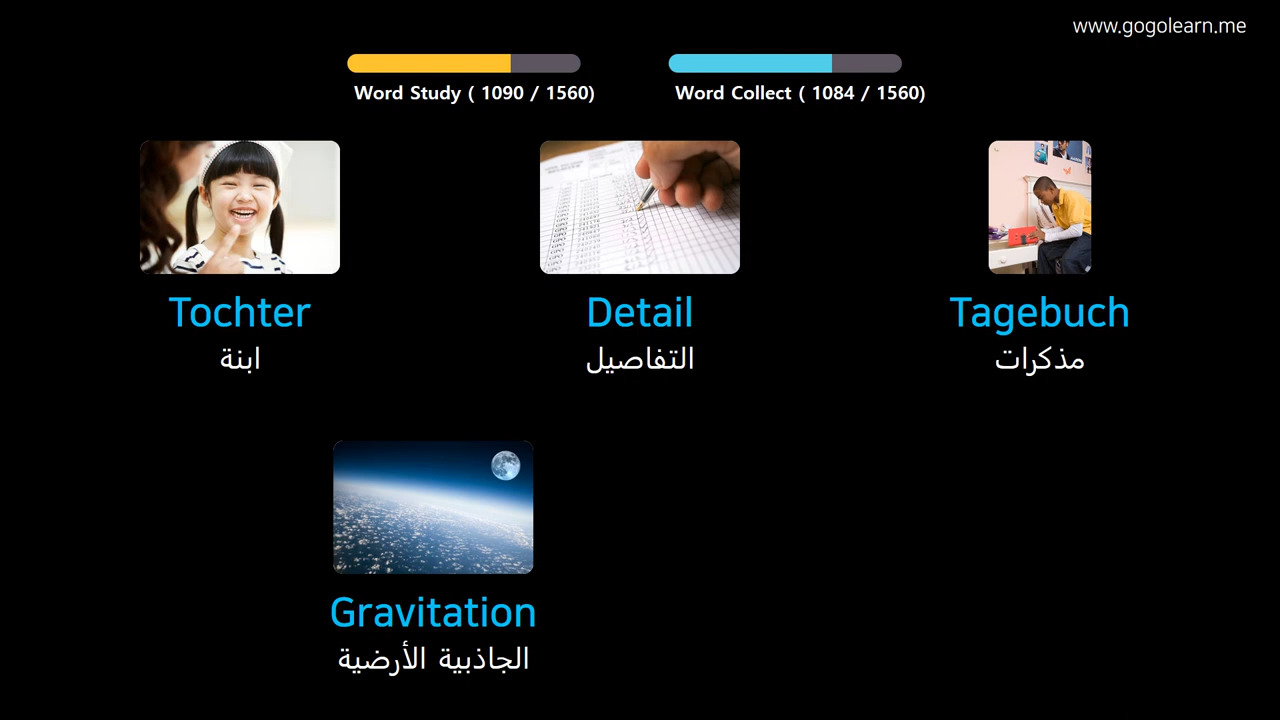 www.gogolearn.me
Word Study ( 1090 / 1560)
Word Collect ( 1084 / 1560)
Tochter
ابنة
Detail
التفاصيل
Tagebuch
مذكرات
Gravitation
الجاذبية الأرضية